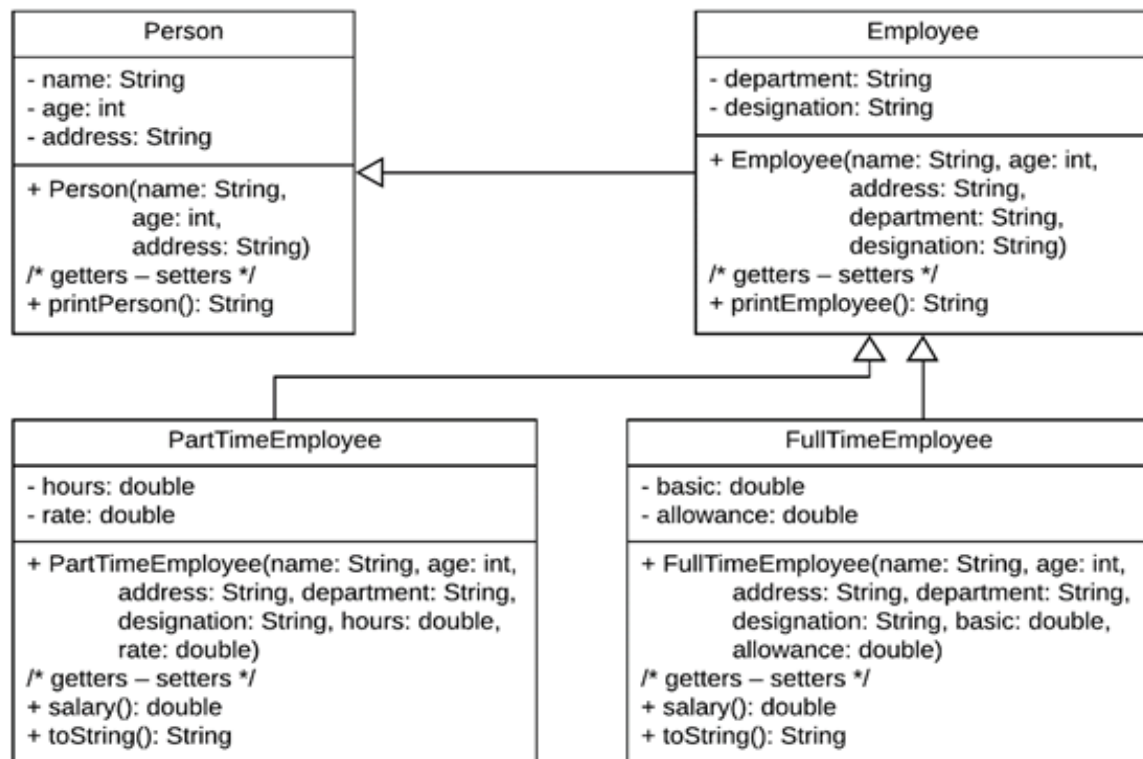 Person
- name: String
- age: int
- address: String
+ Person(name: String,
age: int,
address: String)
/* getters – setters */
+ printPerson(): String
Employee
- department: String
- designation: String
+ Employee(name: String, age: int,
address: String,
department: String,
designation: String)
/* getters – setters */
+ printEmployee(): String
PartTimeEmployee
- hours: double
- rate: double
+ PartTimeEmployee(name: String, age: int,
address: String, department: String,
designation: String, hours: double,
rate: double)
/* getters – setters */
+ salary(): double
+ toString(): String
FullTimeEmployee
- basic: double
- allowance: double
+ FullTimeEmployee(name: String, age: int,
address: String, department: String,
designation: String, basic: double,
allowance: double)
/* getters – setters */
+ salary(): double
+ toString(): String